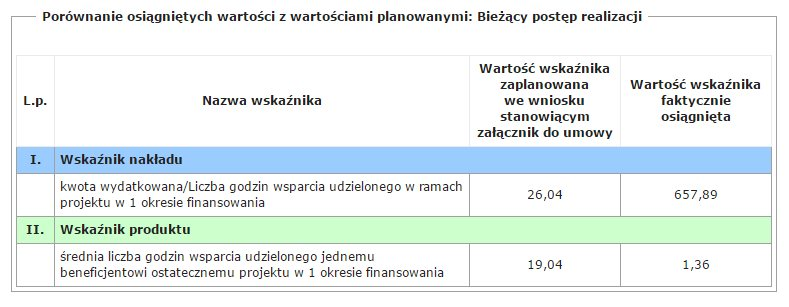 Porównanie osiągniętych wartości z wartościami planowanymi: Bieżący postęp realizacji
L.p.
Nazwa wskaźnika
Wartość wskaźnika
zaplanowana
we wniosku
stanowiącym
załącznik do umowy
Wartość wskaźnika
faktycznie
osiągnięta
I. Wskaźnik nakładu
kwota wydatkowana/Liczba godzin wsparcia udzielonego w ramach
projektu w 1 okresie finansowania
26,04
657,89
II. Wskaźnik produktu
średnia liczba godzin wsparcia udzielonego jednemu
beneficjentowi ostatecznemu projektu w 1 okresie finansowania
19,04
1,36